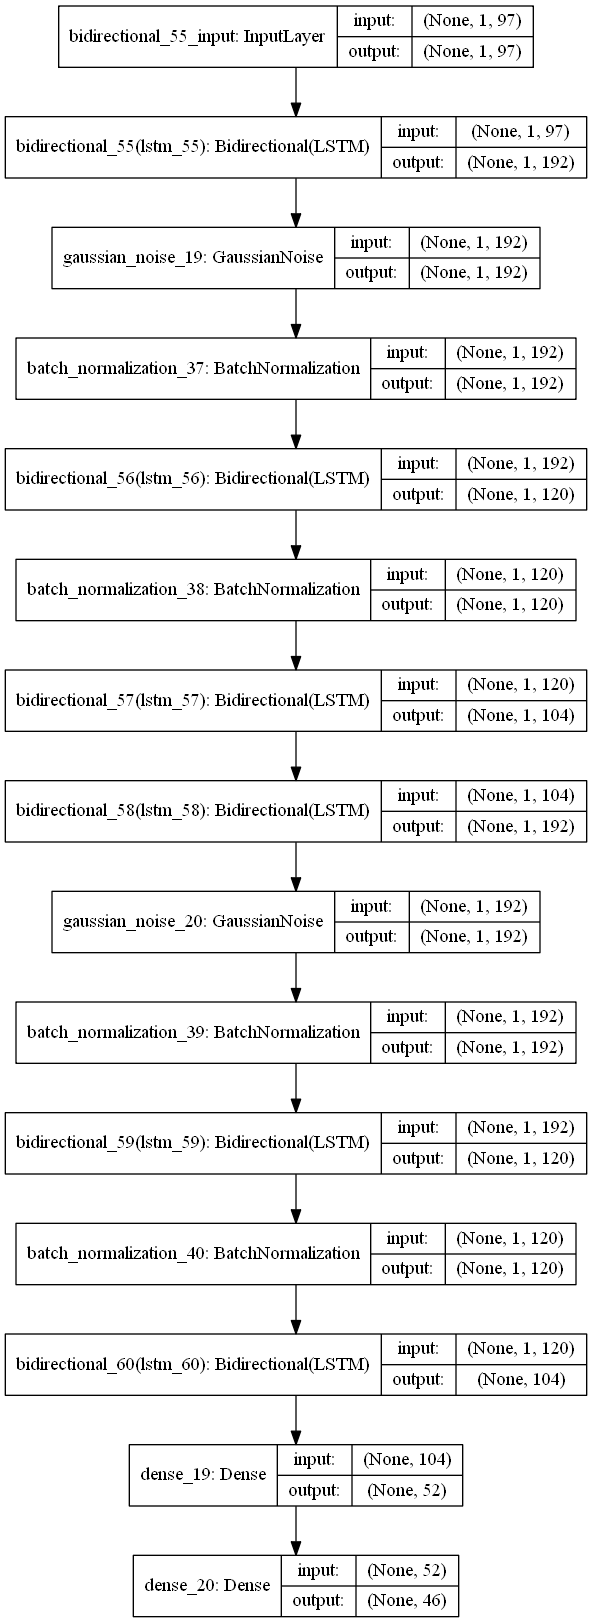 bidirectional_55_input: InputLayer
input: (None, 1, 97)
output: (None, 1, 97)
bidirectional_55(lstm_55): Bidirectional(LSTM)
input: (None, 1, 97)
output: (None, 1, 192)
gaussian_noise_19: GaussianNoise
input: (None, 1, 192)
output: (None, 1, 192)
batch_normalization_37: BatchNormalization
input: (None, 1, 192)
output: (None, 1, 192)
bidirectional_56(lstm_56): Bidirectional(LSTM)
input: (None, 1, 192)
output: (None, 1, 120)
batch_normalization_38: BatchNormalization
input: (None, 1, 120)
output: (None, 1, 120)
bidirectional_57(lstm_57): Bidirectional(LSTM)
input: (None, 1, 120)
output: (None, 1, 104)
bidirectional_58(lstm_58): Bidirectional(LSTM)
input: (None, 1, 104)
output: (None, 1, 192)
gaussian_noise_20: GaussianNoise
input: (None, 1, 192)
output: (None, 1, 192)
batch_normalization_39: BatchNormalization
input: (None, 1, 192)
output: (None, 1, 192)
bidirectional_59(lstm_59): Bidirectional(LSTM)
input: (None, 1, 192)
output: (None, 1, 120)
batch_normalization_40: BatchNormalization
input: (None, 1, 120)
output: (None, 1, 120)
bidirectional_60(lstm_60): Bidirectional(LSTM)
input: (None, 1, 120)
output: (None, 104)
dense_19: Dense
input: (None, 104)
output: (None, 52)
dense_20: Dense
input: (None, 52)
output: (None, 46)